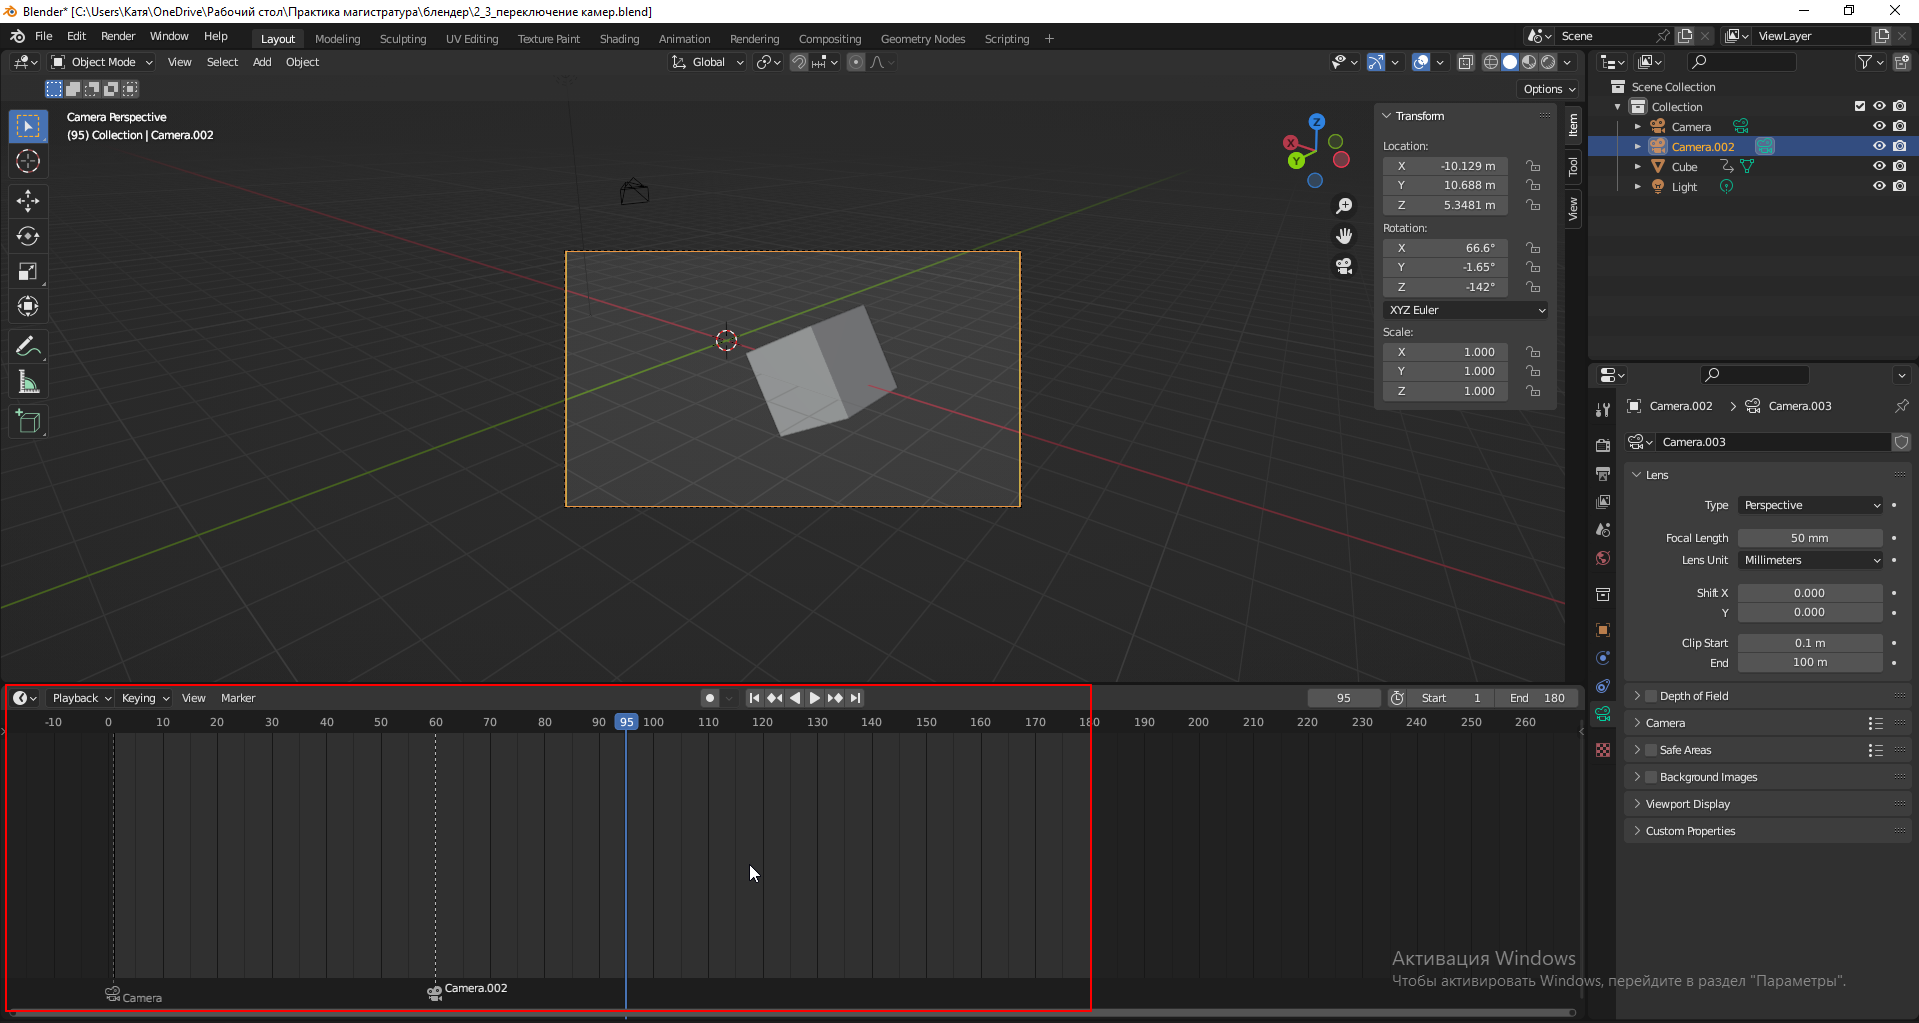 Blender* [C:\Users\Катя\OneDrive\Рабочий стол\Практика магистратура\блендер\2_3_переключение камер.blend]
File Edit Render Window Help Layout Modeling Sculpting UV Editing Texture Paint Shading Animation Rendering Compositing Geometry Nodes Scripting + Scene ViewLayer
Object Mode View Select Add Object Global
Options
Camera Perspective
(95) Collection | Camera.002
Z
X
Y
Transform
Location:
X -10.129 m
Y 10.688 m
Z 5.3481 m
Rotation:
X 66.6°
Y -1.65°
Z -142°
XYZ Euler
Scale:
X 1.000
Y 1.000
Z 1.000
Item
Tool
View
Scene Collection
Collection
Camera
Camera.002
Cube
Light
Camera.002 Camera.003
Camera.003
Lens
Type Perspective
Focal Length 50 mm
Lens Unit Millimeters
Shift X 0.000
Y 0.000
Clip Start 0.1 m
End 100 m
Depth of Field
Camera
Safe Areas
Background Images
Viewport Display
Custom Properties
Playback Keying View Marker 95 Start 1 End 180
-10 0 10 20 30 40 50 60 70 80 90 95 100 110 120 130 140 150 160 170 180 190 200 210 220 230 240 250 260
Camera
Camera.002
Активация Windows
Чтобы активировать Windows, перейдите в раздел "Параметры".